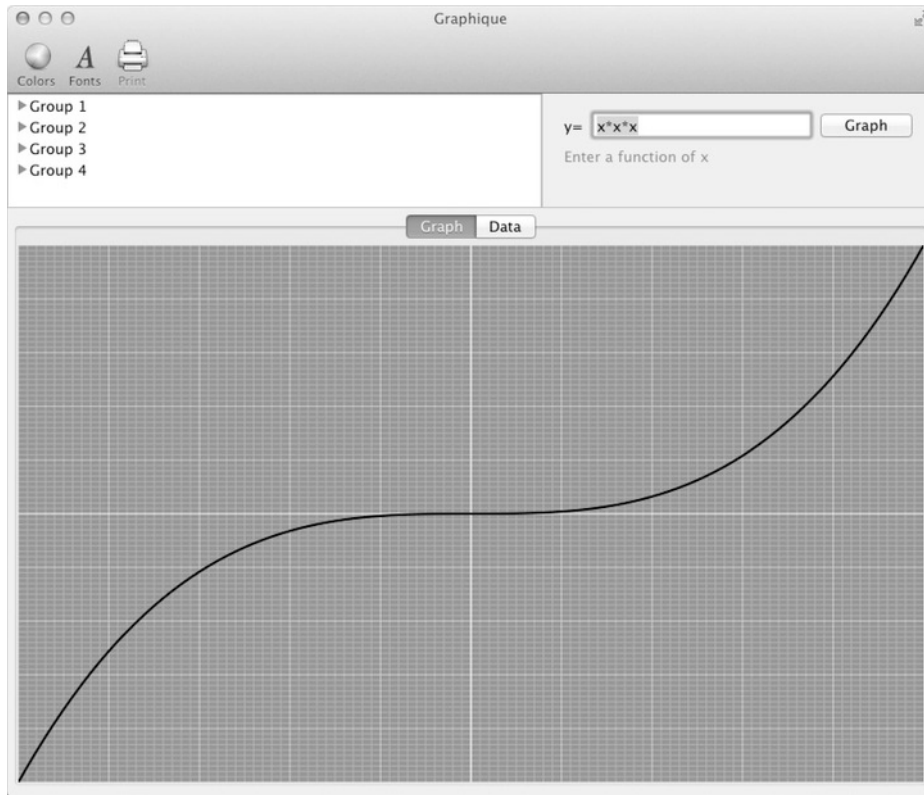 Graphique
Colors Fonts Print
Group 1
Group 2
Group 3
Group 4
y= x*x*x Graph
Enter a function of x
Graph Data